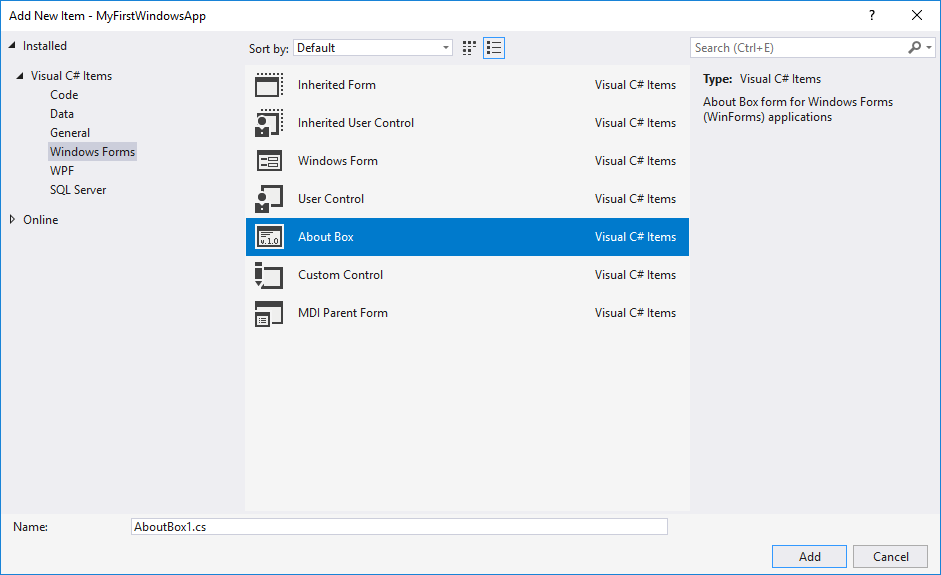 Add New Item - MyFirstWindowsApp
?
Installed
Sort by: Default
Search (Ctrl+E)
Visual C# Items
Code
Data
General
Windows Forms
WPF
SQL Server
Online
Inherited Form Visual C# Items
Inherited User Control Visual C# Items
Windows Form Visual C# Items
User Control Visual C# Items
v.1.0 About Box Visual C# Items
Custom Control Visual C# Items
MDI Parent Form Visual C# Items
Type: Visual C# Items
About Box form for Windows Forms
(WinForms) applications
Name: AboutBox1.cs
Add Cancel